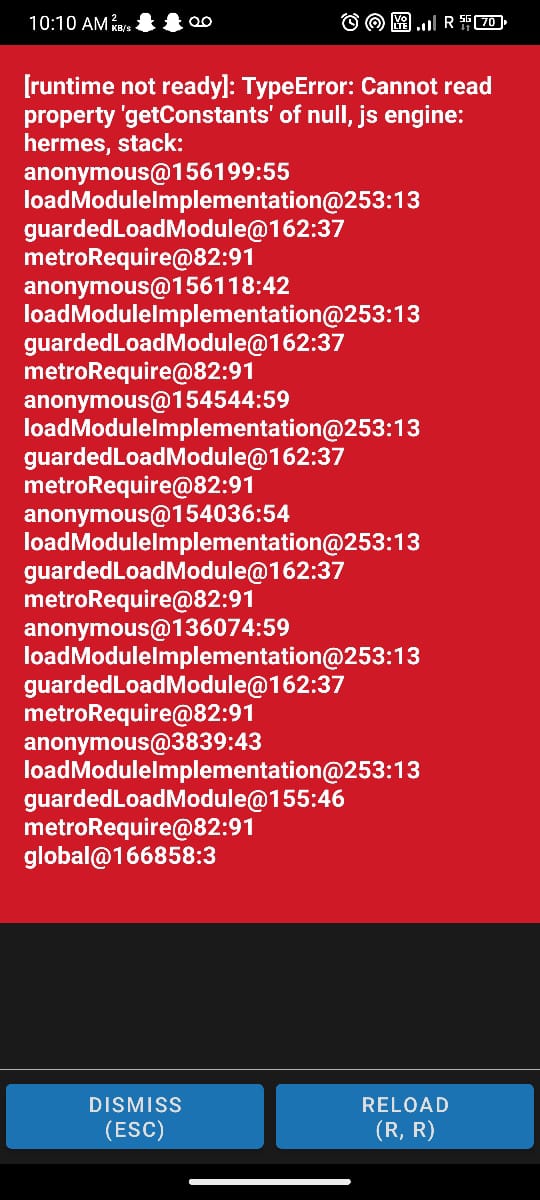 10:10 AM 2 KB/s VO LTE R 5G 70
[runtime not ready]: TypeError: Cannot read
property 'getConstants' of null, js engine:
hermes, stack:
anonymous@156199:55
loadModuleImplementation@253:13
guardedLoadModule@162:37
metroRequire@82:91
anonymous@156118:42
loadModuleImplementation@253:13
guardedLoadModule@162:37
metroRequire@82:91
anonymous@154544:59
loadModuleImplementation@253:13
guardedLoadModule@162:37
metroRequire@82:91
anonymous@154036:54
loadModuleImplementation@253:13
guardedLoadModule@162:37
metroRequire@82:91
anonymous@136074:59
loadModuleImplementation@253:13
guardedLoadModule@162:37
metroRequire@82:91
anonymous@3839:43
loadModuleImplementation@253:13
guardedLoadModule@155:46
metroRequire@82:91
global@166858:3
DISMISS
(ESC)
RELOAD
(R, R)